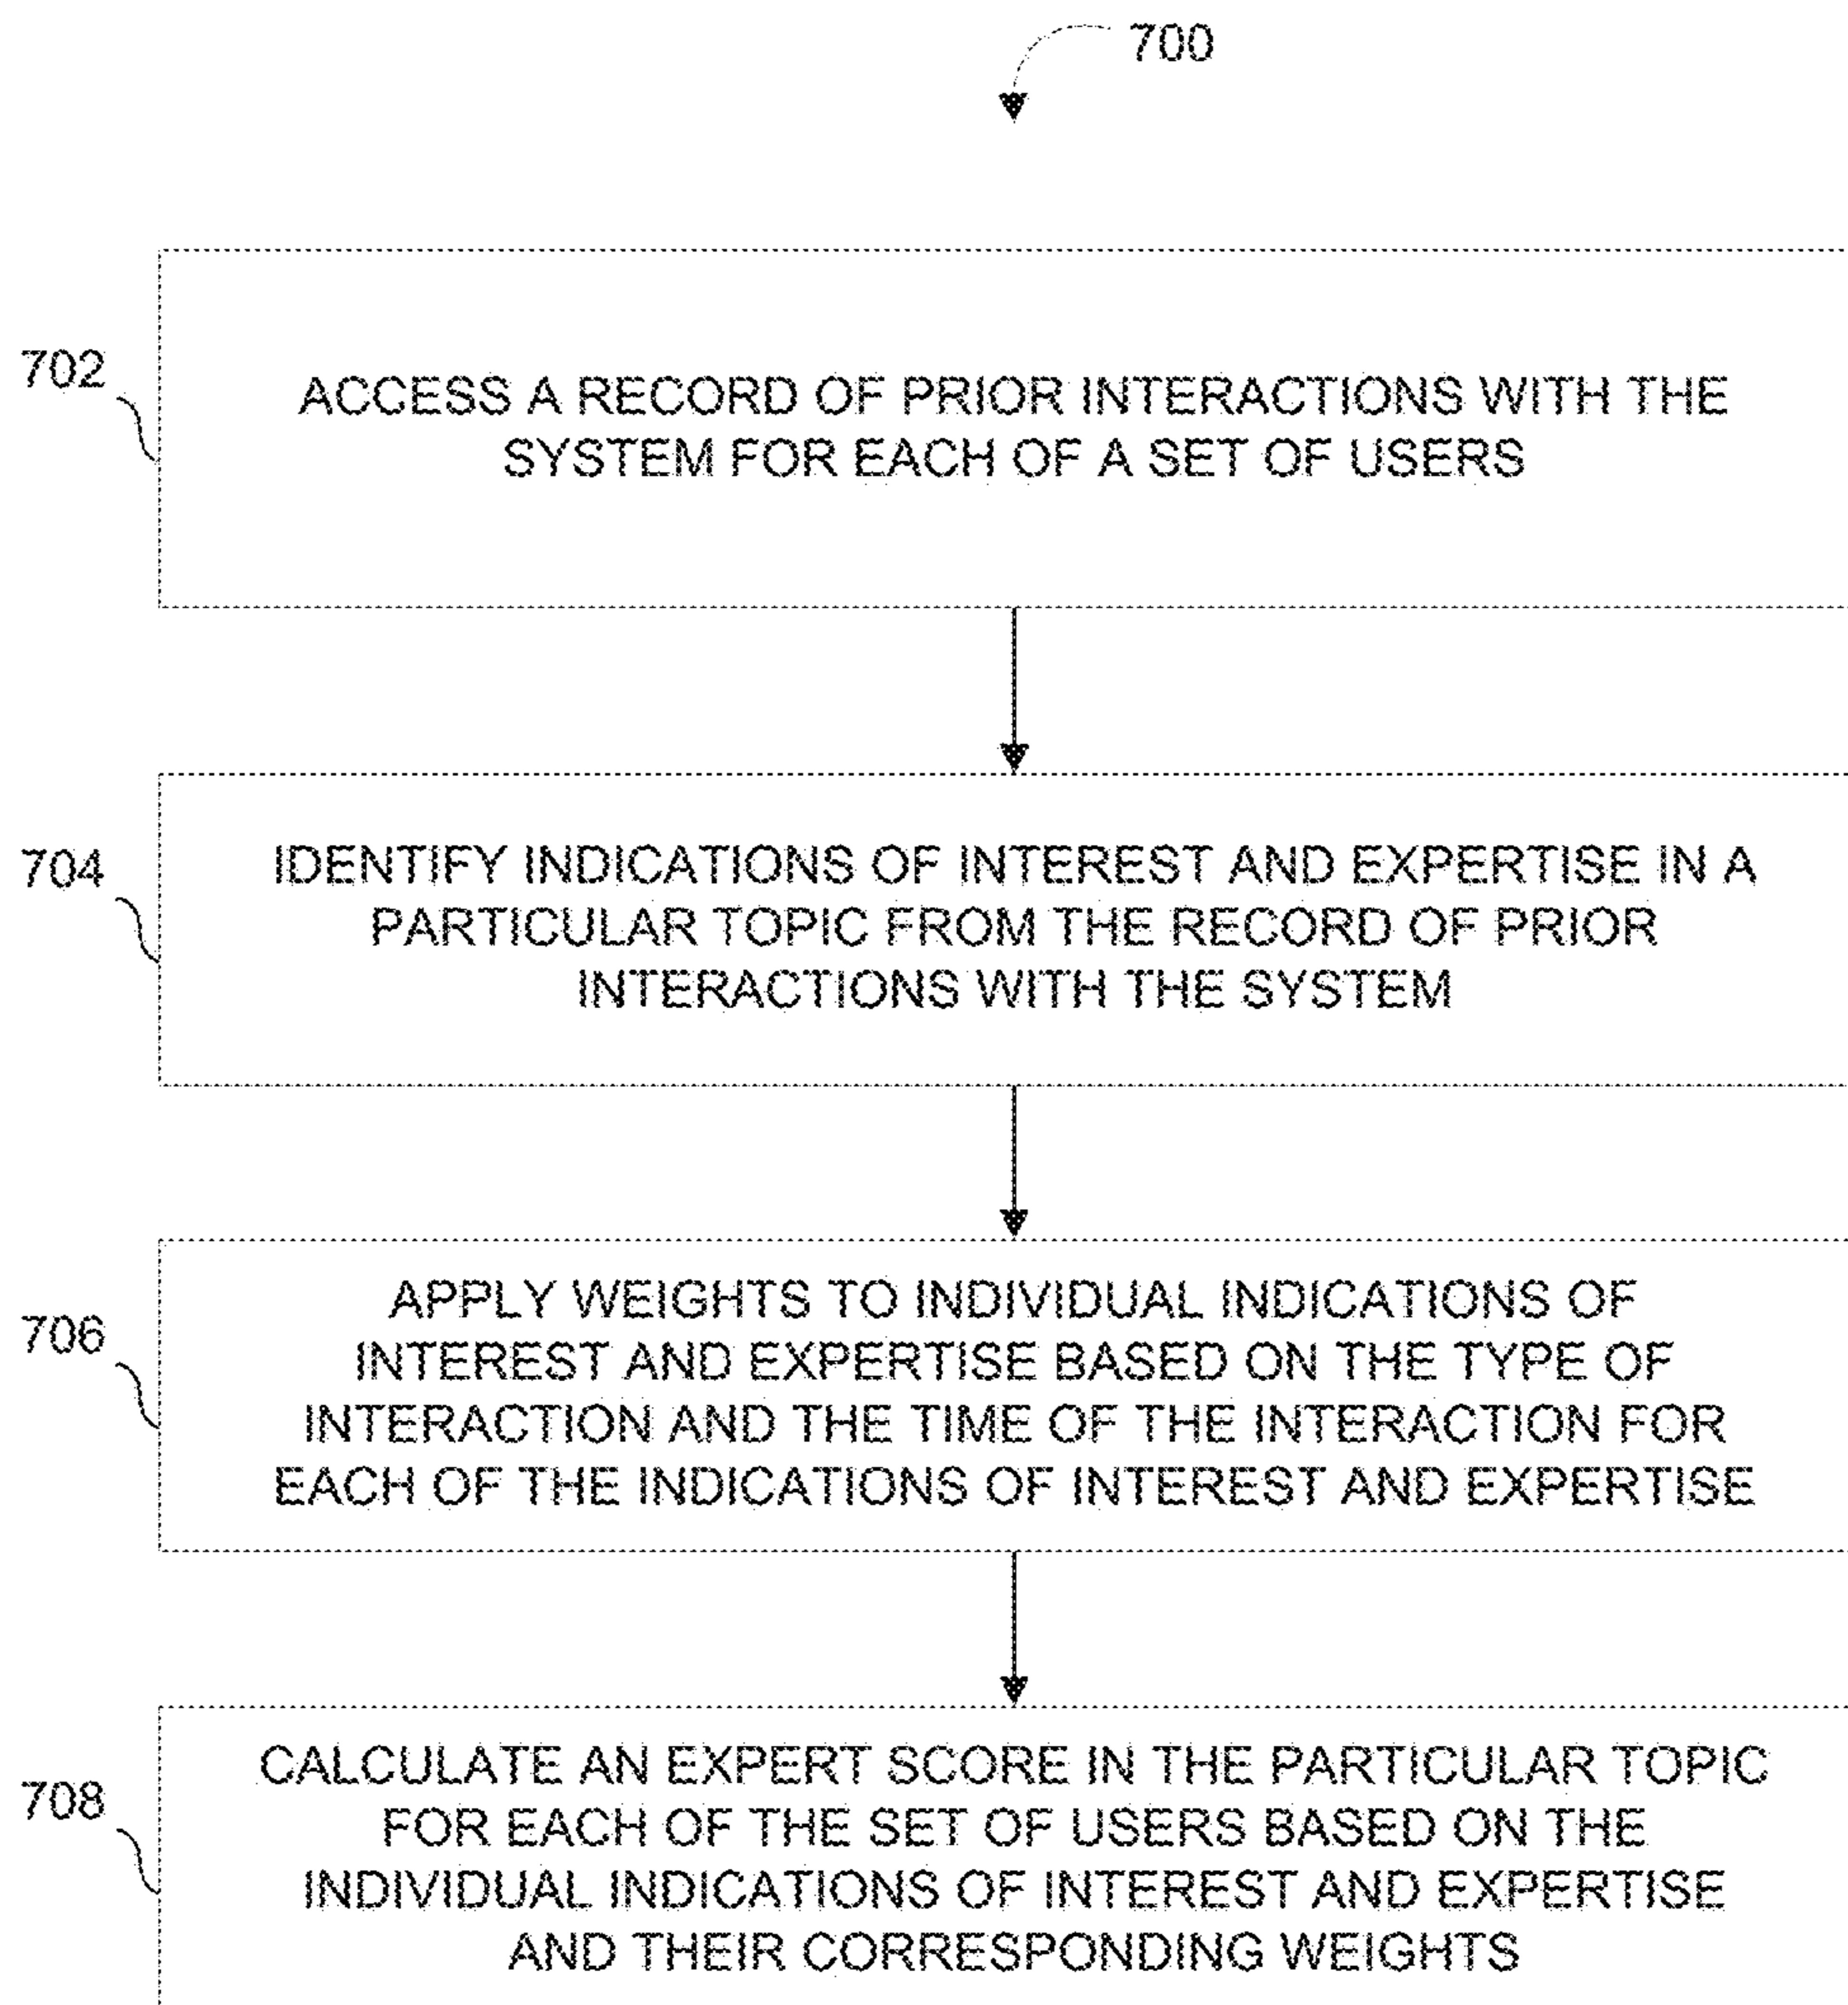 700
702
ACCESS A RECORD OF PRIOR INTERACTIONS WITH THE
SYSTEM FOR EACH OF A SET OF USERS
704
IDENTIFY INDICATIONS OF INTEREST AND EXPERTISE IN A
PARTICULAR TOPIC FROM THE RECORD OF PRIOR
INTERACTIONS WITH THE SYSTEM
706
APPLY WEIGHTS TO INDIVIDUAL INDICATIONS OF
INTEREST AND EXPERTISE BASED ON THE TYPE OF
INTERACTION AND THE TIME OF THE INTERACTION FOR
EACH OF THE INDICATIONS OF INTEREST AND EXPERTISE
708
CALCULATE AN EXPERT SCORE IN THE PARTICULAR TOPIC
FOR EACH OF THE SET OF USERS BASED ON THE
INDIVIDUAL INDICATIONS OF INTEREST AND EXPERTISE
AND THEIR CORRESPONDING WEIGHTS